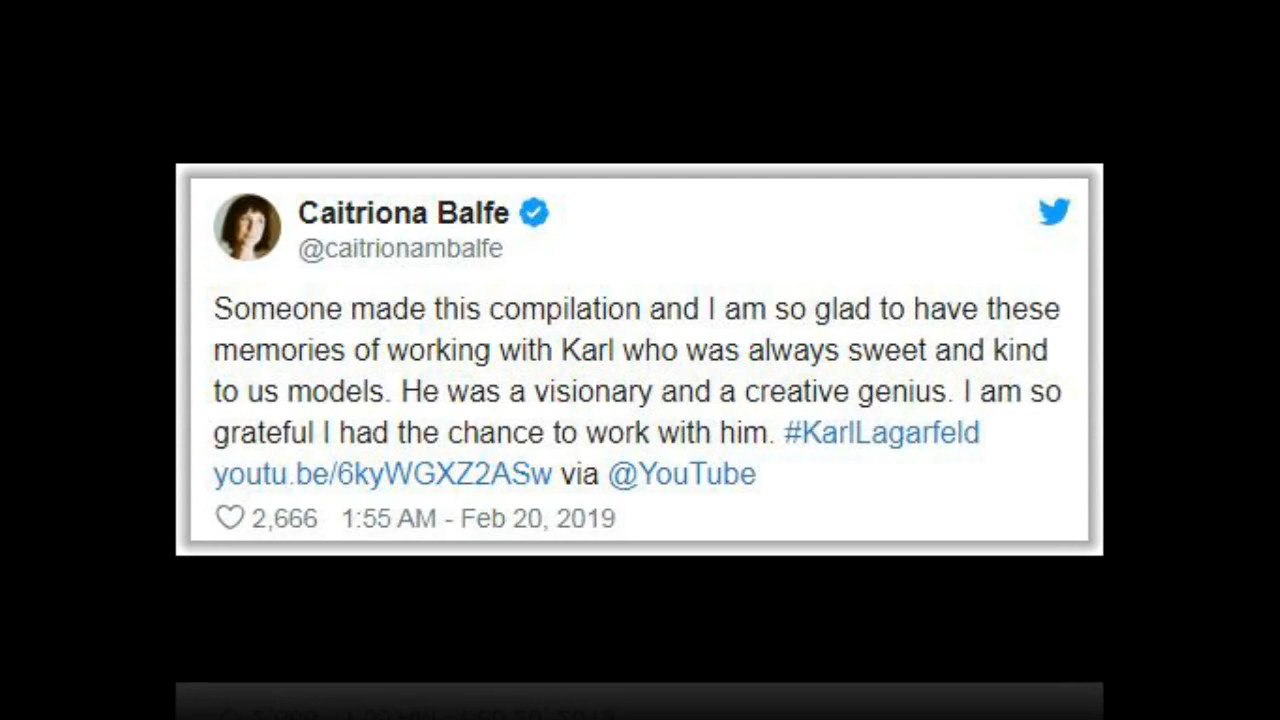 Caitriona Balfe
@caitrionambalfe
Someone made this compilation and I am so glad to have these
memories of working with Karl who was always sweet and kind
to us models. He was a visionary and a creative genius. I am so
grateful I had the chance to work with him. #KarlLagarfeld
youtu.be/6kyWGXZ2ASw via @YouTube
2,666 1:55 AM - Feb 20, 2019